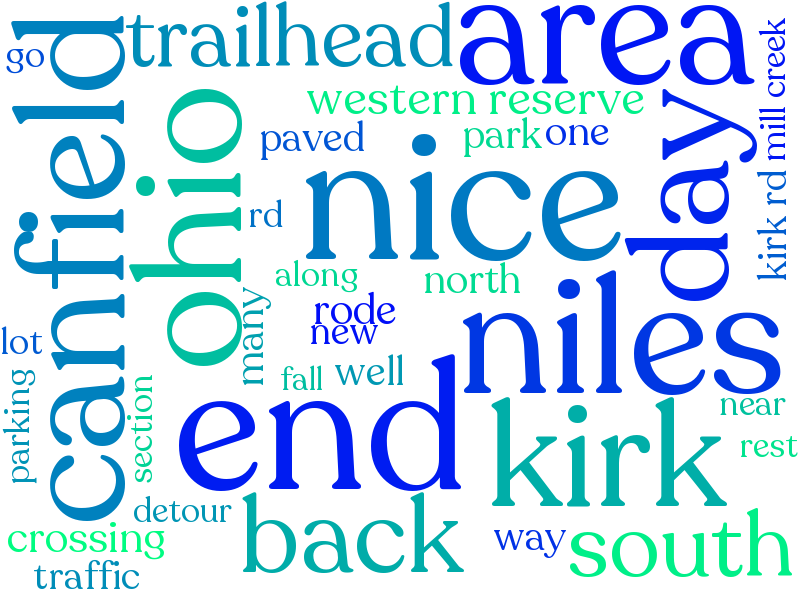 go
trailhead
area
canfield
ohio
western reserve
paved
park
one
day
mill creek
nice
rd
kirk rd
along
north
many
rode
new
niles
lot
parking
section
fall
well
end
kirk
near
rest
detour
back
way
south
crossing
traffic